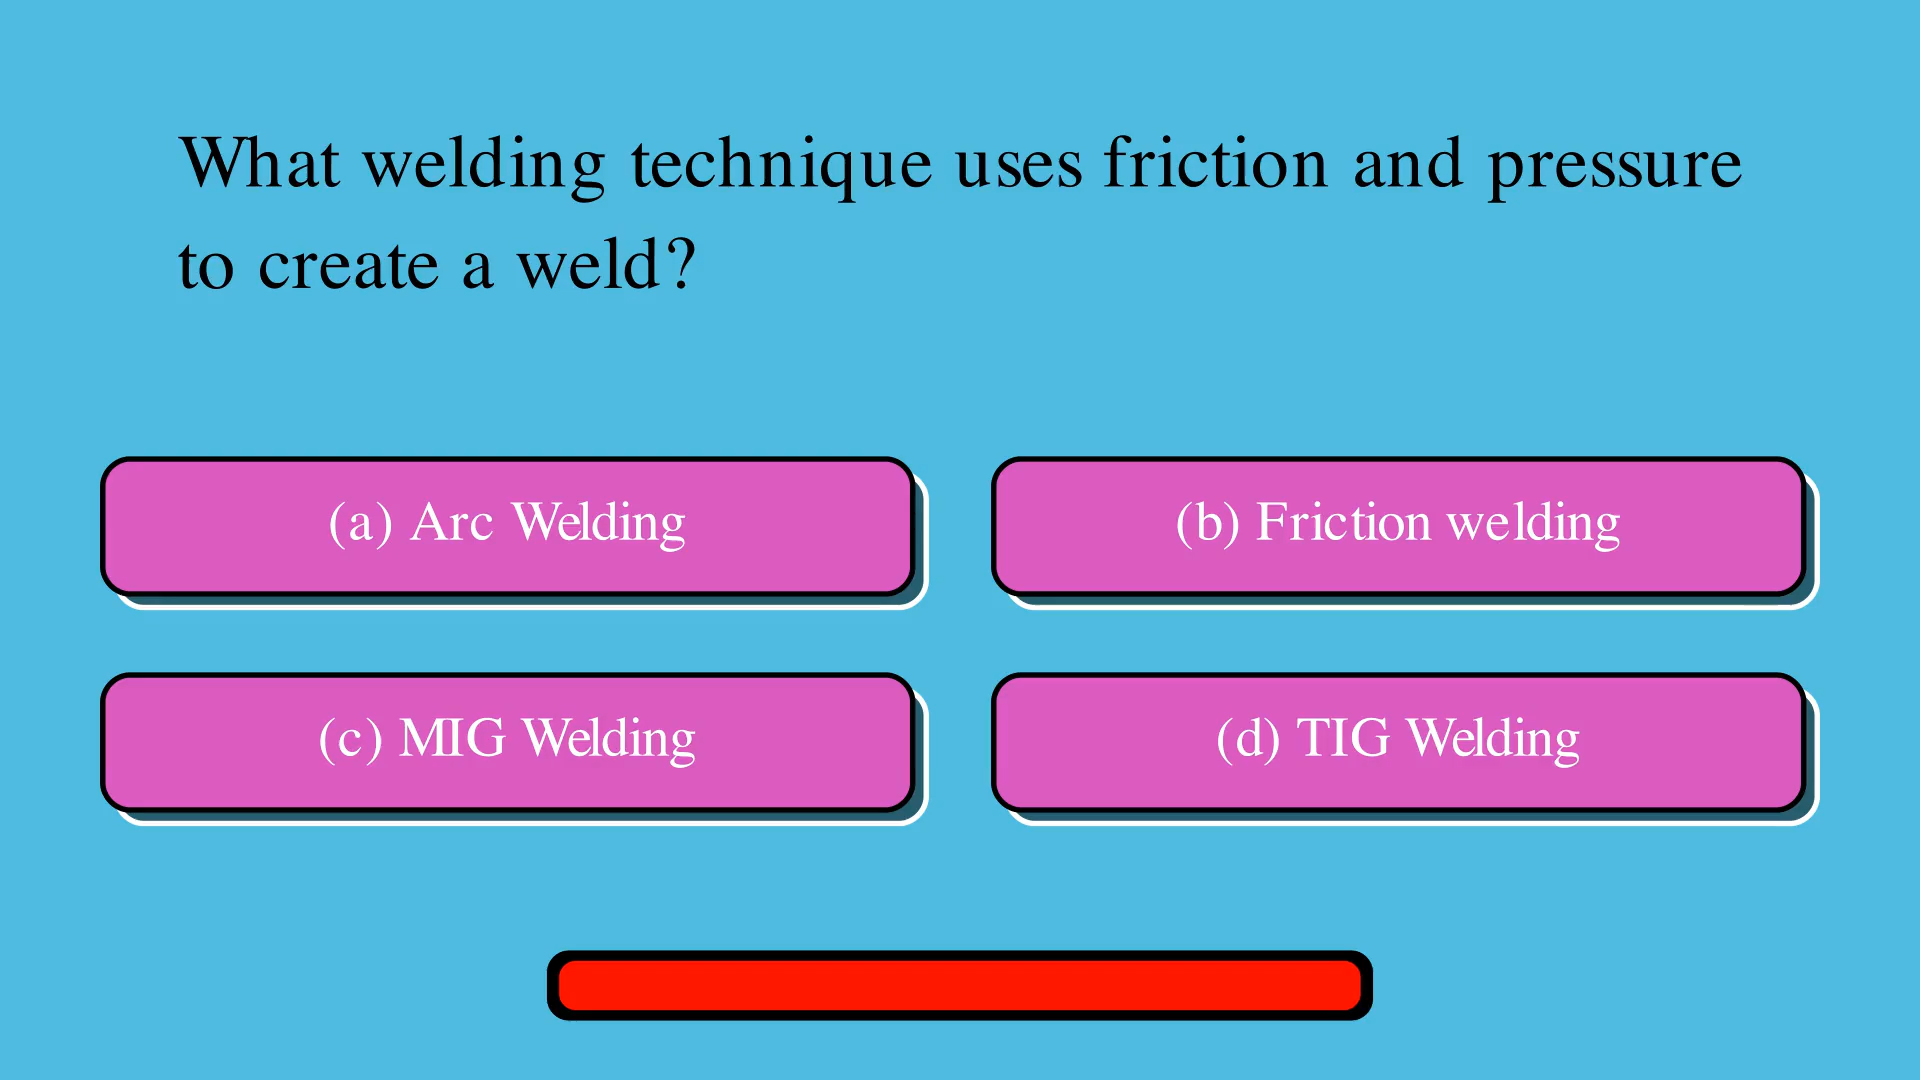 What welding technique uses friction and pressure
to create a weld?
(a) Arc Welding
(b) Friction welding
(c) MIG Welding
(d) TIG Welding